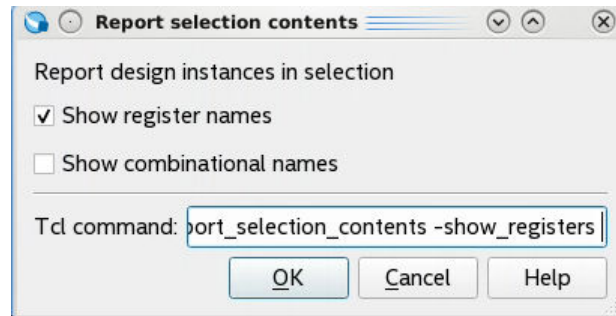 Report selection contents
Report design instances in selection
Show register names
Show combinational names
Tcl command: port_selection_contents -show_registers
OK Cancel Help